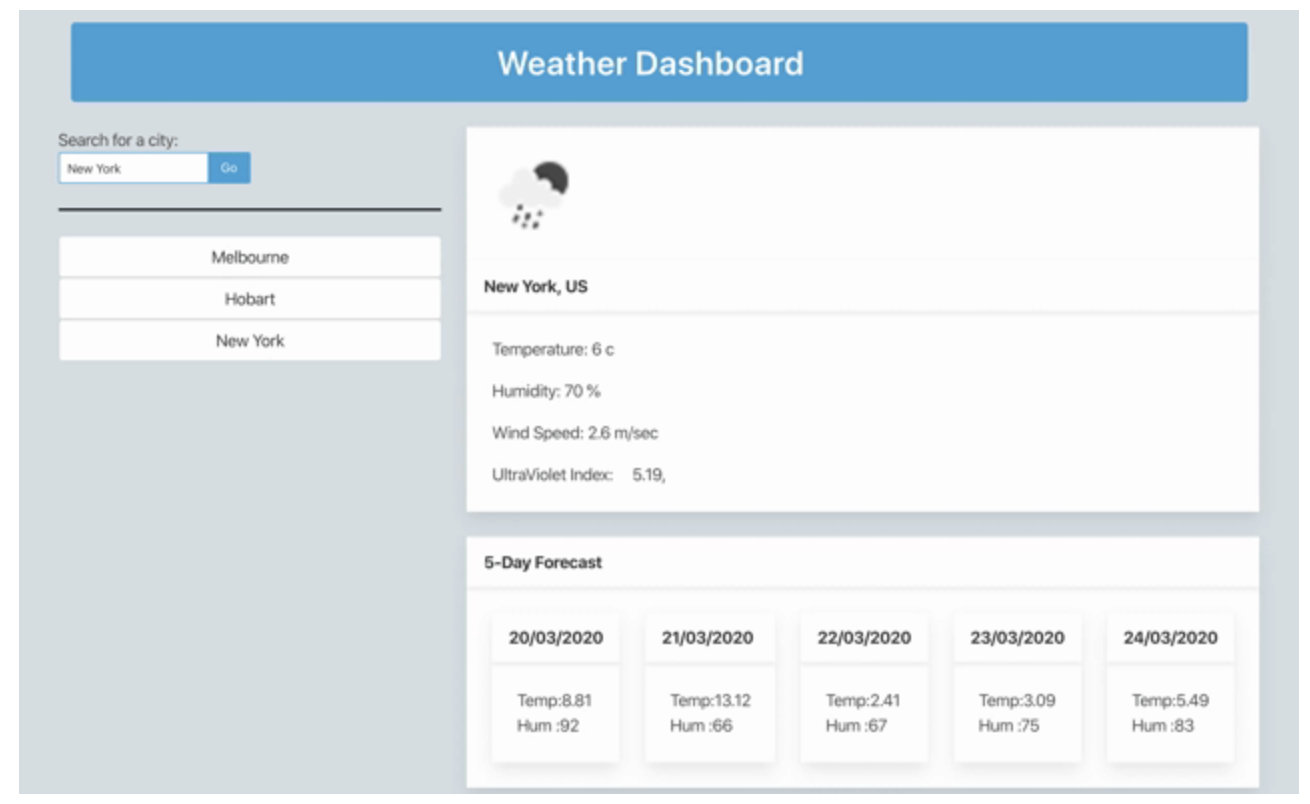 Weather Dashboard
Search for a city:
New York
Go
Melbourne
Hobart
New York
New York, US
Temperature: 6 c
Humidity: 70 %
Wind Speed: 2.6 m/sec
UltraViolet Index: 5.19,
5-Day Forecast
20/03/2020
Temp:8.81
Hum :92
21/03/2020
Temp:13.12
Hum :66
22/03/2020
Temp:2.41
Hum :67
23/03/2020
Temp:3.09
Hum :75
24/03/2020
Temp:5.49
Hum :83